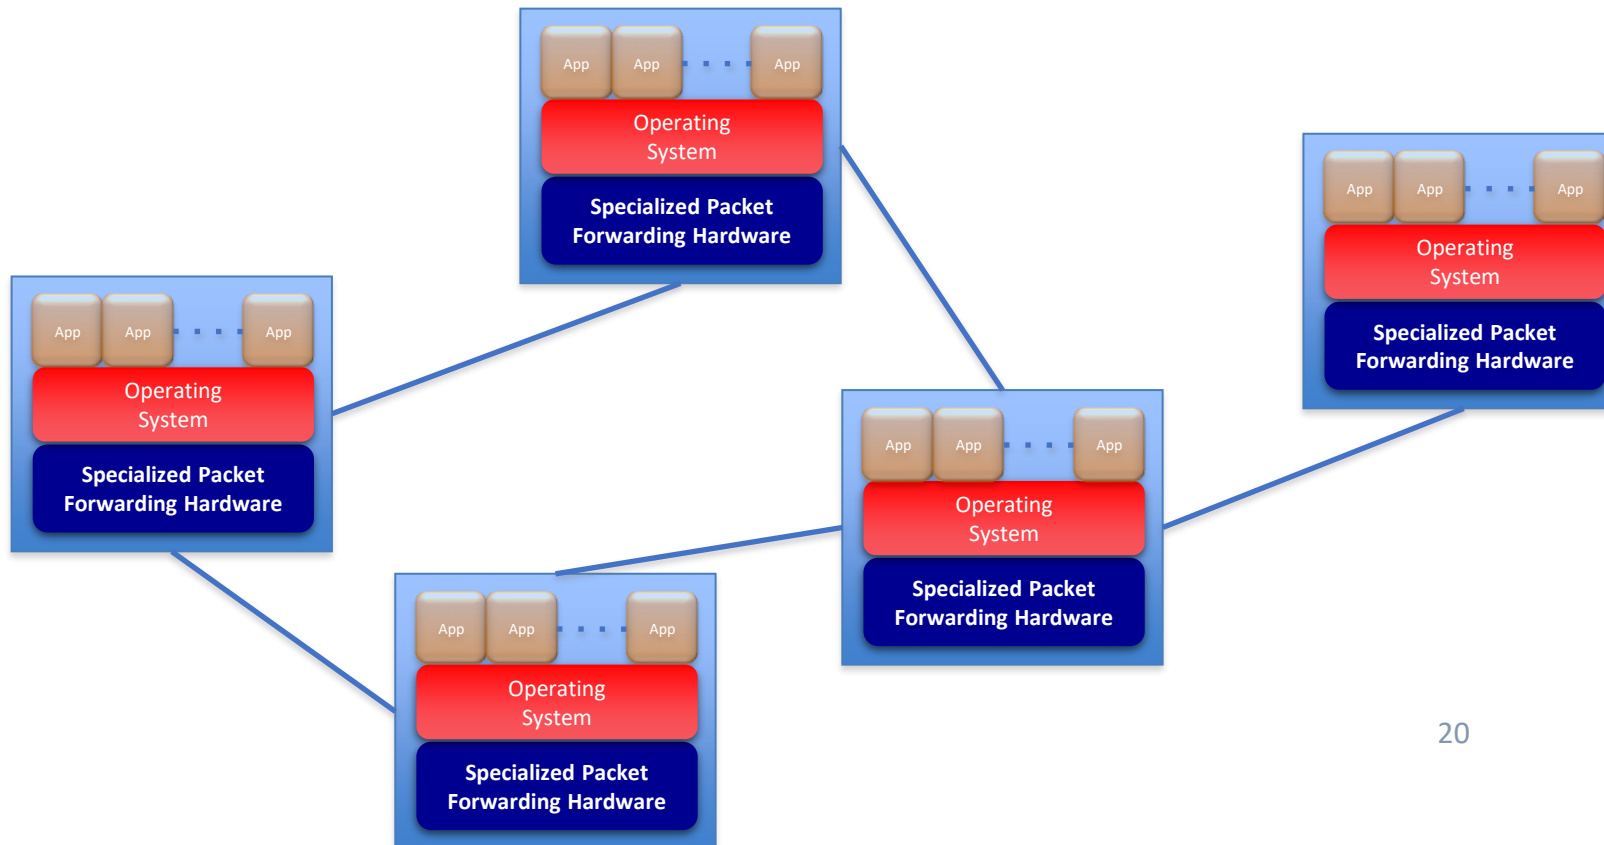 App App App
Operating
System
Specialized Packet
Forwarding Hardware
App App App
Operating
System
Specialized Packet
Forwarding Hardware
App App App
Operating
System
Specialized Packet
Forwarding Hardware
App App App
Operating
System
Specialized Packet
Forwarding Hardware
App App App
Operating
System
Specialized Packet
Forwarding Hardware
20